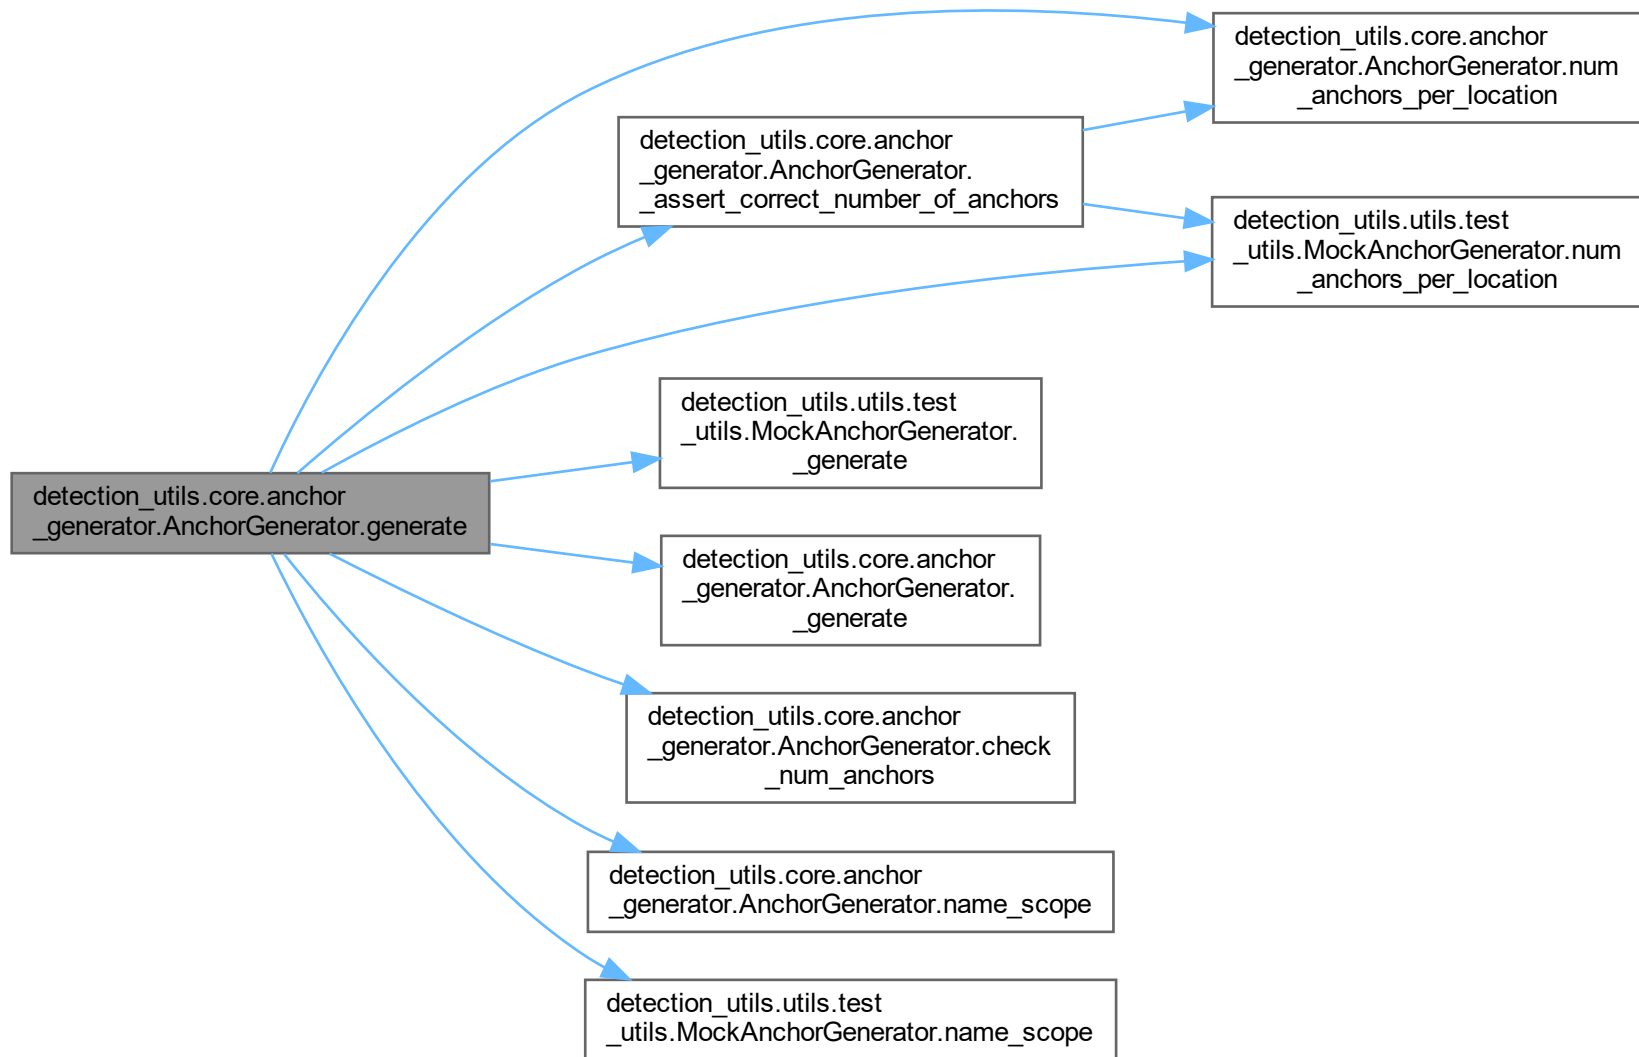 detection_utils.core.anchor
_generator.AnchorGenerator.num
_anchors_per_location
detection_utils.core.anchor
_generator.AnchorGenerator.
_assert_correct_number_of_anchors
detection_utils.utils.test
_utils.MockAnchorGenerator.num
_anchors_per_location
detection_utils.utils.test
_utils.MockAnchorGenerator.
_generate
detection_utils.core.anchor
_generator.AnchorGenerator.generate
detection_utils.core.anchor
_generator.AnchorGenerator.
_generate
detection_utils.core.anchor
_generator.AnchorGenerator.check
_num_anchors
detection_utils.core.anchor
_generator.AnchorGenerator.name_scope
detection_utils.utils.test
_utils.MockAnchorGenerator.name_scope